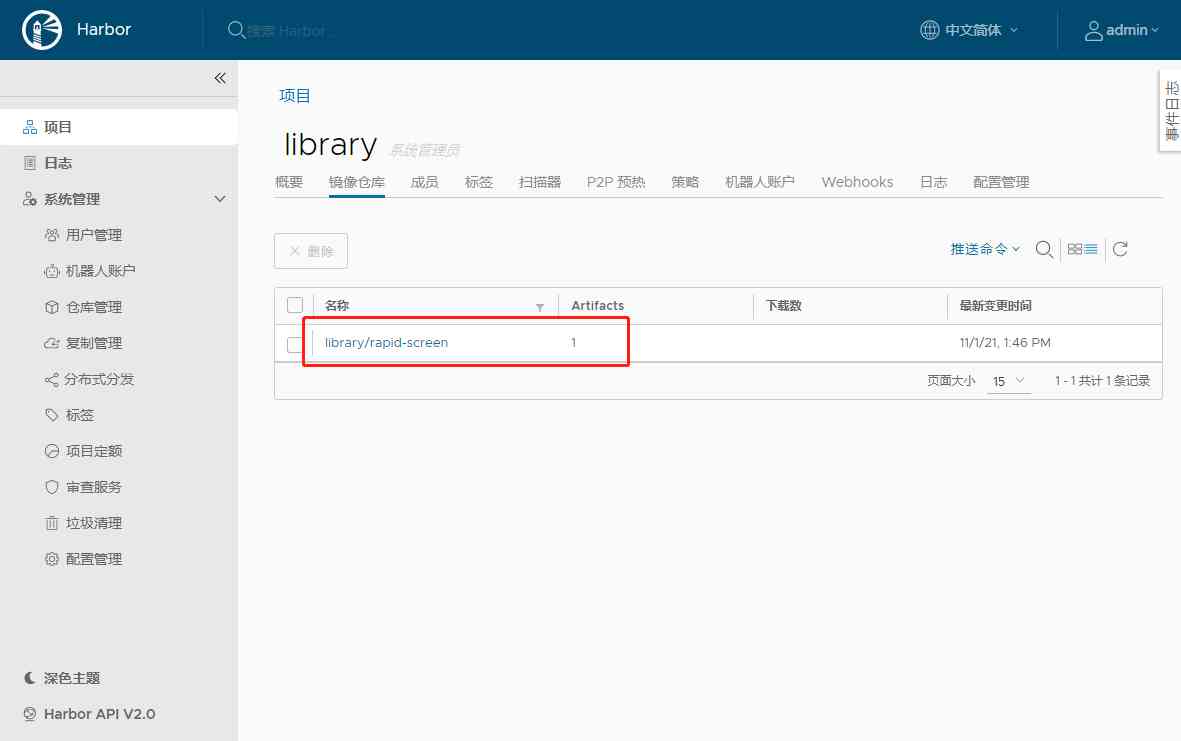 Harbor
搜索 Harbor...
中文简体
admin
事件日志
项目
日志
系统管理
用户管理
机器人账户
仓库管理
复制管理
分布式分发
标签
项目定额
审查服务
垃圾清理
配置管理
深色主题
Harbor API V2.0
项目
library 系统管理员
概要 镜像仓库 成员 标签 扫描器 P2P 预热 策略 机器人账户 Webhooks 日志 配置管理
删除 推送命令
名称 Artifacts 下载数 最新变更时间
library/rapid-screen 1 11/1/21, 1:46 PM
页面大小 15 1 - 1 共计 1 条记录